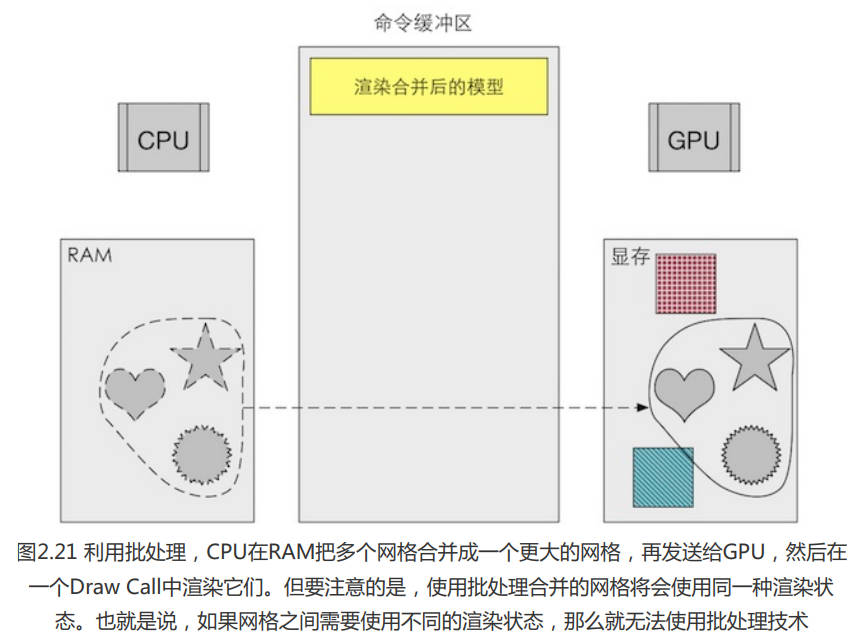 命令缓冲区
渲染合并后的模型
CPU
GPU
RAM
显存
图2.21 利用批处理，CPU在RAM把多个网格合并成一个更大的网格，再发送给GPU，然后在
一个Draw Call中渲染它们。但要注意的是，使用批处理合并的网格将会使用同一种渲染状
态。也就是说，如果网格之间需要使用不同的渲染状态，那么就无法使用批处理技术